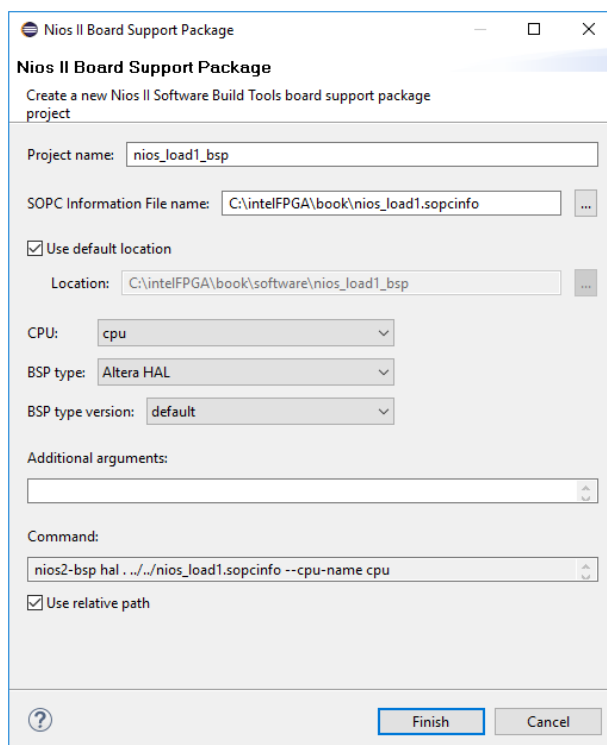 Nios II Board Support Package
Nios II Board Support Package
Create a new Nios II Software Build Tools board support package
project
Project name: nios_load1_bsp
SOPC Information File name: C:\intelFPGA\book\nios_load1.sopcinfo ...
Use default location
Location: C:\intelFPGA\book\software\nios_load1_bsp ...
CPU: cpu
BSP type: Altera HAL
BSP type version: default
Additional arguments:
Command:
nios2-bsp hal . ../../nios_load1.sopcinfo --cpu-name cpu
Use relative path
? Finish Cancel